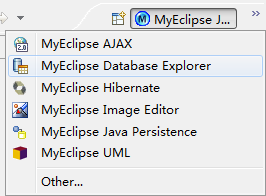 MyEclipse J...
MyEclipse AJAX
MyEclipse Database Explorer
MyEclipse Hibernate
MyEclipse Image Editor
MyEclipse Java Persistence
MyEclipse UML
Other...